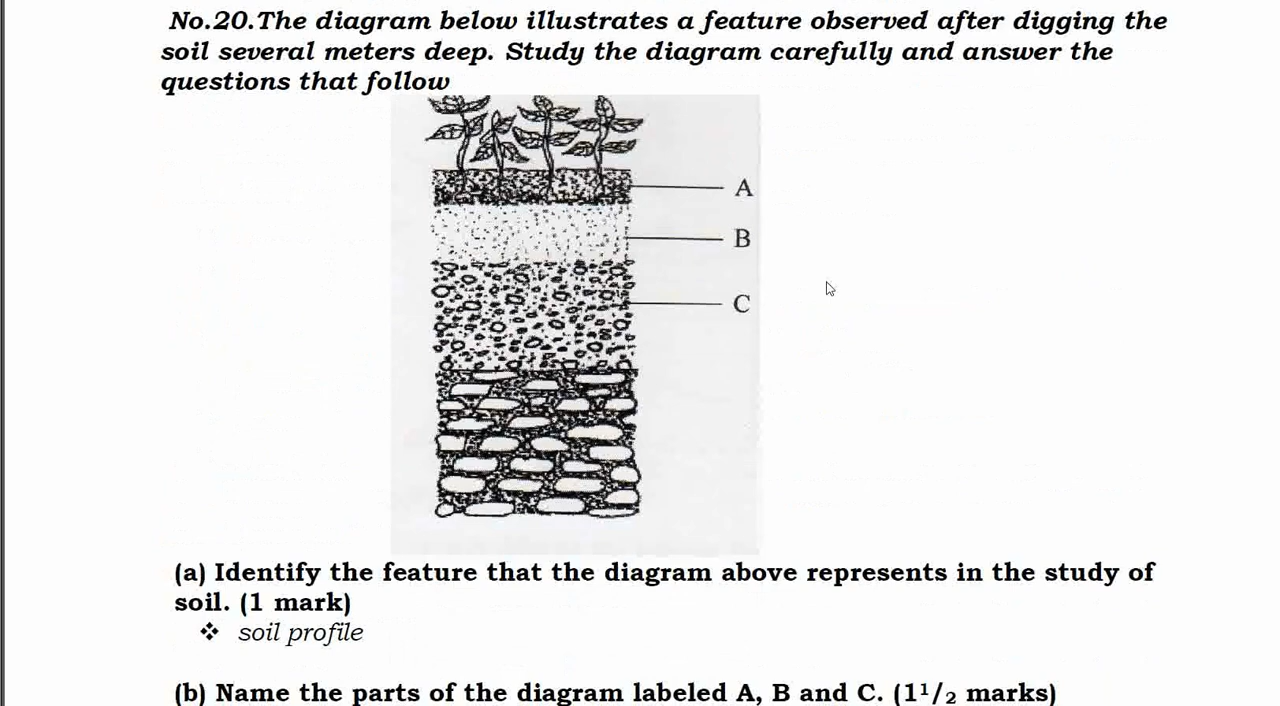 No.20.The diagram below illustrates a feature observed after digging the
soil several meters deep. Study the diagram carefully and answer the
questions that follow
A
B
C
(a) Identify the feature that the diagram above represents in the study of
soil. (1 mark)
❖ soil profile
(b) Name the parts of the diagram labeled A, B and C. (1¹/₂ marks)